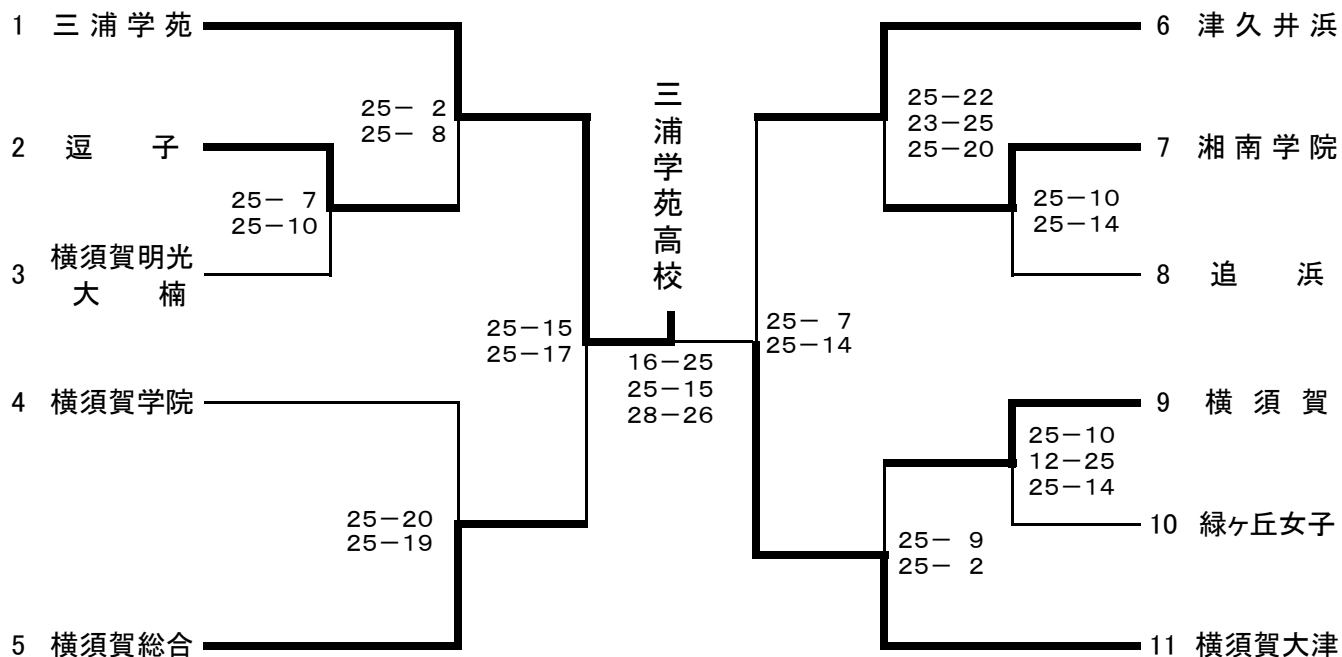 1 三浦学苑
25－ 2
25－ 8
2 逗子
25－ 7
25－10
3 横須賀明光
大楠
25－15
25－17
4 横須賀学院
25－20
25－19
5 横須賀総合
三浦学苑高校
16－25
25－15
28－26
6 津久井浜
25－22
23－25
25－20
7 湘南学院
25－10
25－14
8 追浜
25－ 7
25－14
9 横須賀
25－10
12－25
25－14
10 緑ヶ丘女子
25－ 9
25－ 2
11 横須賀大津